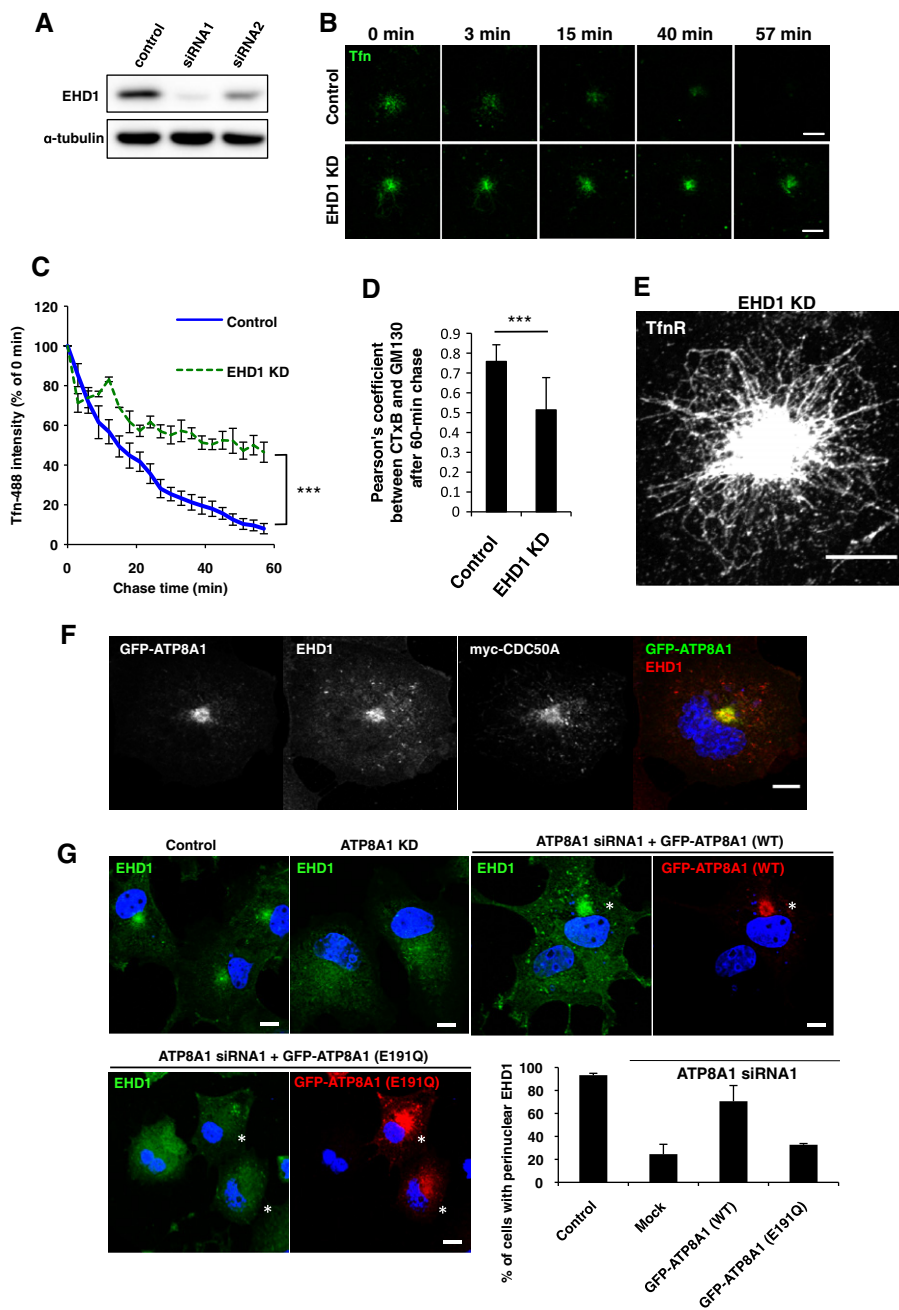 A
control
siRNA1
siRNA2
EHD1
α-tubulin
B
0 min
3 min
15 min
40 min
57 min
Tfn
Control
EHD1 KD
C
120
100
80
60
40
20
0
0
20
40
60
Tfn-488 intensity (% of 0 min)
Chase time (min)
Control
EHD1 KD
***
D
Pearson's coefficient
between CTxB and GM130
after 60-min chase
0.9
0.8
0.7
0.6
0.5
0.4
0.3
0.2
0.1
0
***
Control
EHD1 KD
E
EHD1 KD
TfnR
F
GFP-ATP8A1
EHD1
myc-CDC50A
GFP-ATP8A1
EHD1
G
Control
EHD1
ATP8A1 KD
EHD1
ATP8A1 siRNA1 + GFP-ATP8A1 (WT)
EHD1
*
GFP-ATP8A1 (WT)
*
ATP8A1 siRNA1 + GFP-ATP8A1 (E191Q)
EHD1
*
*
GFP-ATP8A1 (E191Q)
*
*
% of cells with perinuclear EHD1
100
80
60
40
20
0
ATP8A1 siRNA1
Control
Mock
GFP-ATP8A1 (WT)
GFP-ATP8A1 (E191Q)